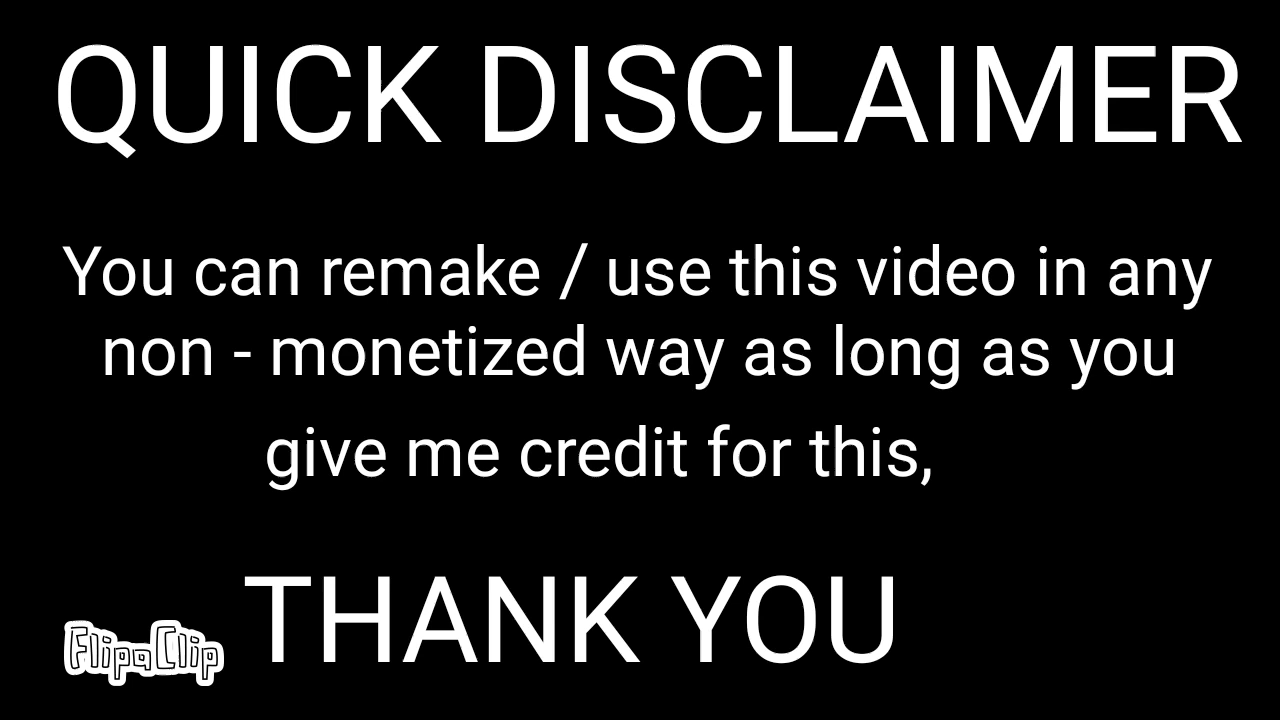 QUICK DISCLAIMER
You can remake / use this video in any
non - monetized way as long as you
give me credit for this,
THANK YOU
FlipaClip